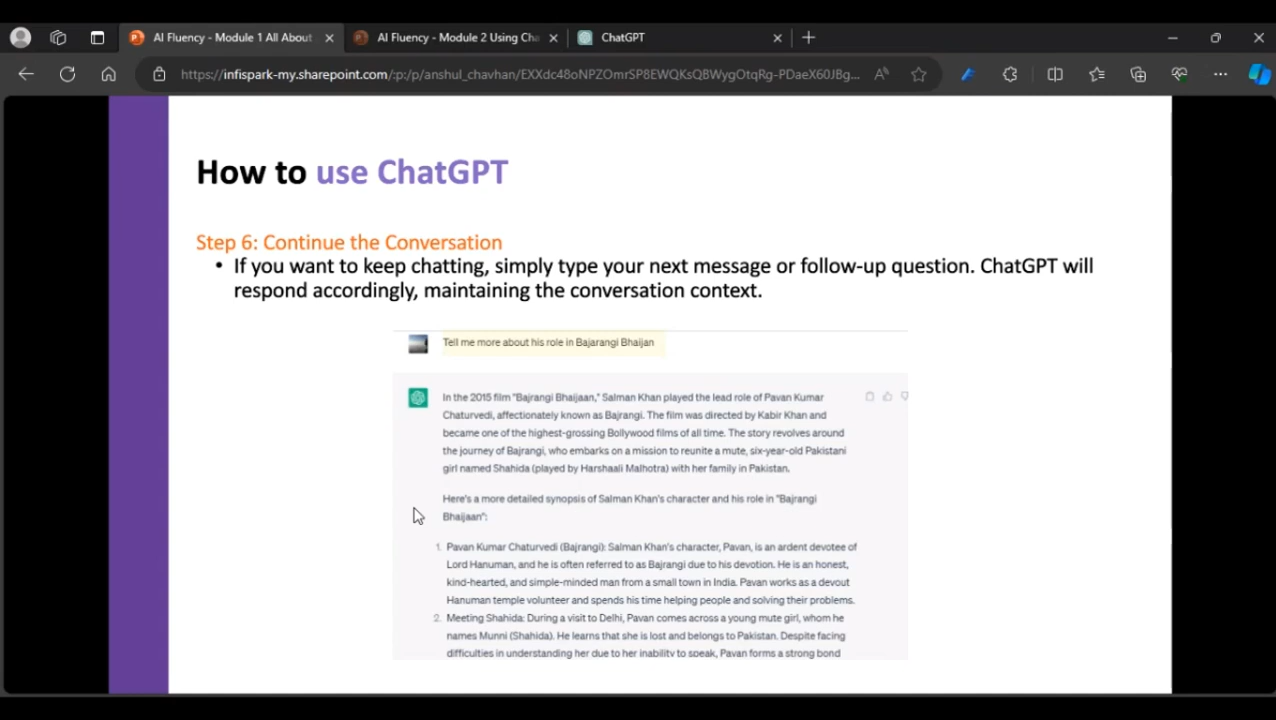 AI Fluency - Module 1 All About
AI Fluency - Module 2 Using Cha
ChatGPT
https://infispark-my.sharepoint.com/:p:/p/anshul_chavhan/
How to use ChatGPT
Step 6: Continue the Conversation
• If you want to keep chatting, simply type your next message or follow-up question. ChatGPT will
respond accordingly, maintaining the conversation context.
Tell me more about his role in Bajarangi Bhaijan
In the 2015 film "Bajrangi Bhaijaan," Salman Khan played the lead role of Pavan Kumar
Chaturvedi, affectionately known as Bajrangi. The film was directed by Kabir Khan and
became one of the highest-grossing Bollywood films of all time. The story revolves around
the journey of Bajrangi, who embarks on a mission to reunite a mute, six-year-old Pakistani
girl named Shahida (played by Harshaali Malhotra) with her family in Pakistan.
Here's a more detailed synopsis of Salman Khan's character and his role in "Bajrangi
Bhaijaan":
1. Pavan Kumar Chaturvedi (Bajrangi): Salman Khan's character, Pavan, is an ardent devotee of
Lord Hanuman, and he is often referred to as Bajrangi due to his devotion. He is an honest,
kind-hearted, and simple-minded man from a small town in India. Pavan works as a devout
Hanuman temple volunteer and spends his time helping people and solving their problems.
2. Meeting Shahida: During a visit to Delhi, Pavan comes across a young mute girl, whom he
names Munni (Shahida). He learns that she is lost and belongs to Pakistan. Despite facing
difficulties in understanding her due to her inability to speak, Pavan forms a strong bond